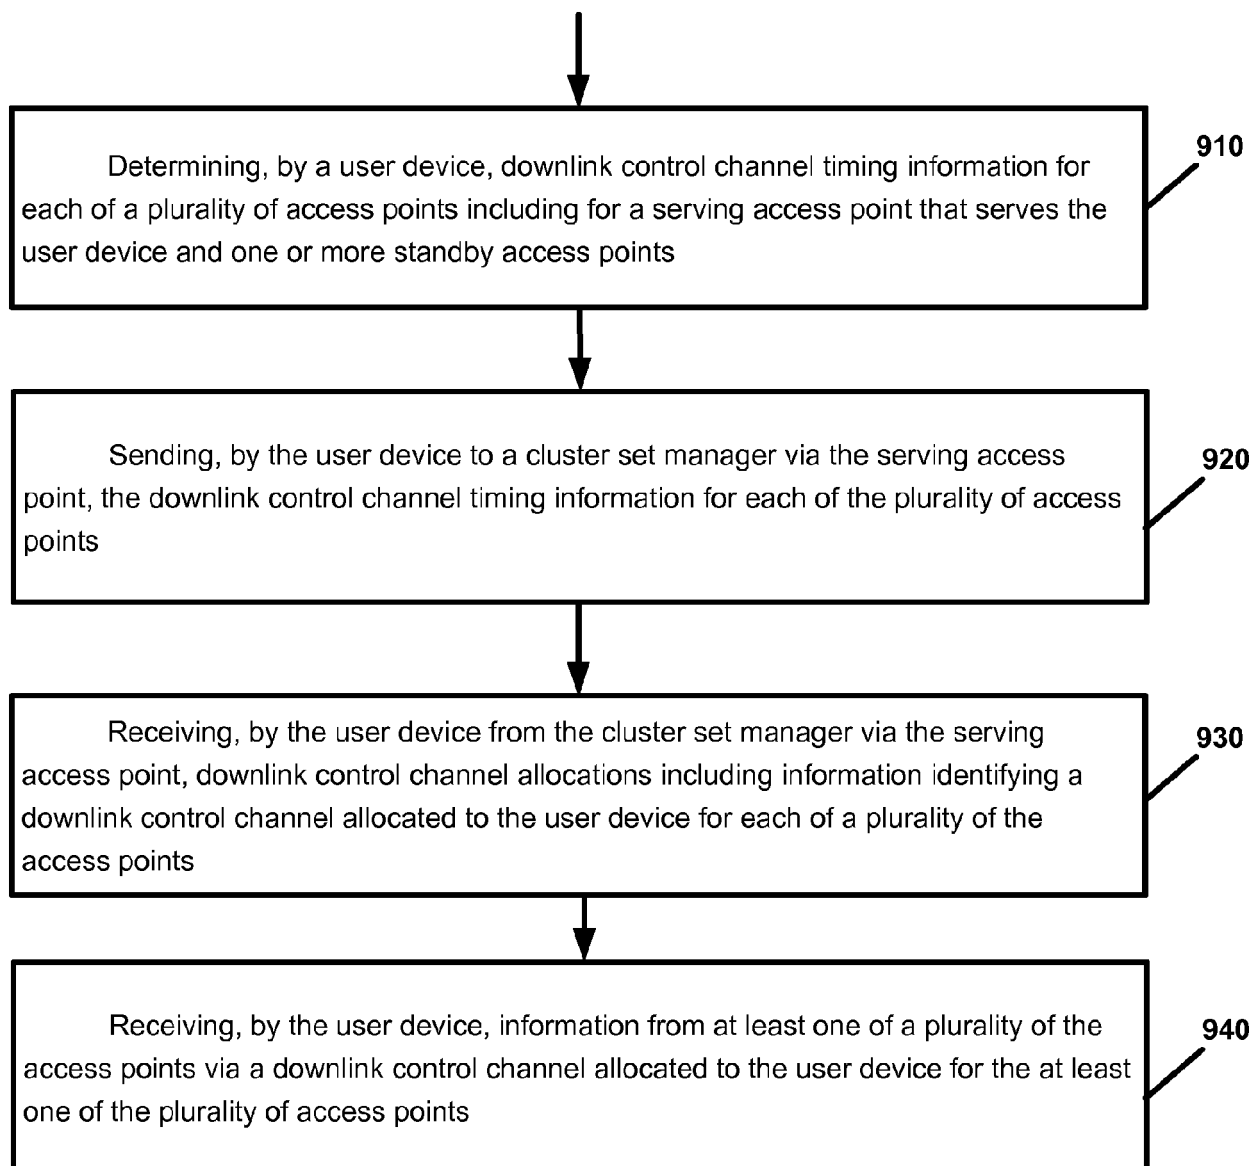 Determining, by a user device, downlink control channel timing information for
each of a plurality of access points including for a serving access point that serves the
user device and one or more standby access points
910
Sending, by the user device to a cluster set manager via the serving access
point, the downlink control channel timing information for each of the plurality of access
points
920
Receiving, by the user device from the cluster set manager via the serving
access point, downlink control channel allocations including information identifying a
downlink control channel allocated to the user device for each of a plurality of the
access points
930
Receiving, by the user device, information from at least one of a plurality of the
access points via a downlink control channel allocated to the user device for the at least
one of the plurality of access points
940